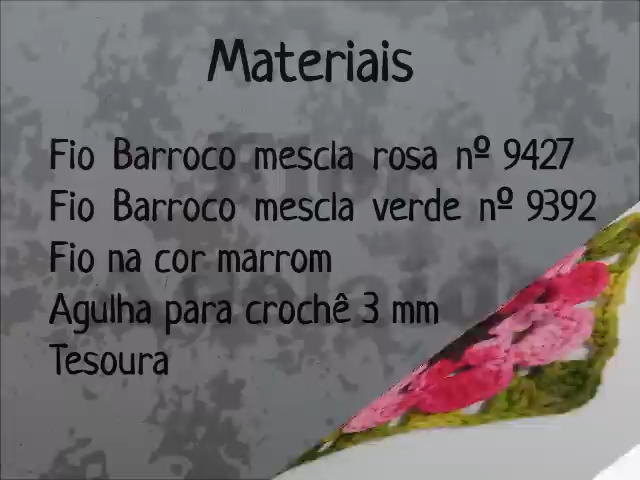 Materiais
Fio Barroco mescla rosa nº 9427
Fio Barroco mescla verde nº 9392
Fio na cor marrom
Agulha para crochê 3 mm
Tesoura